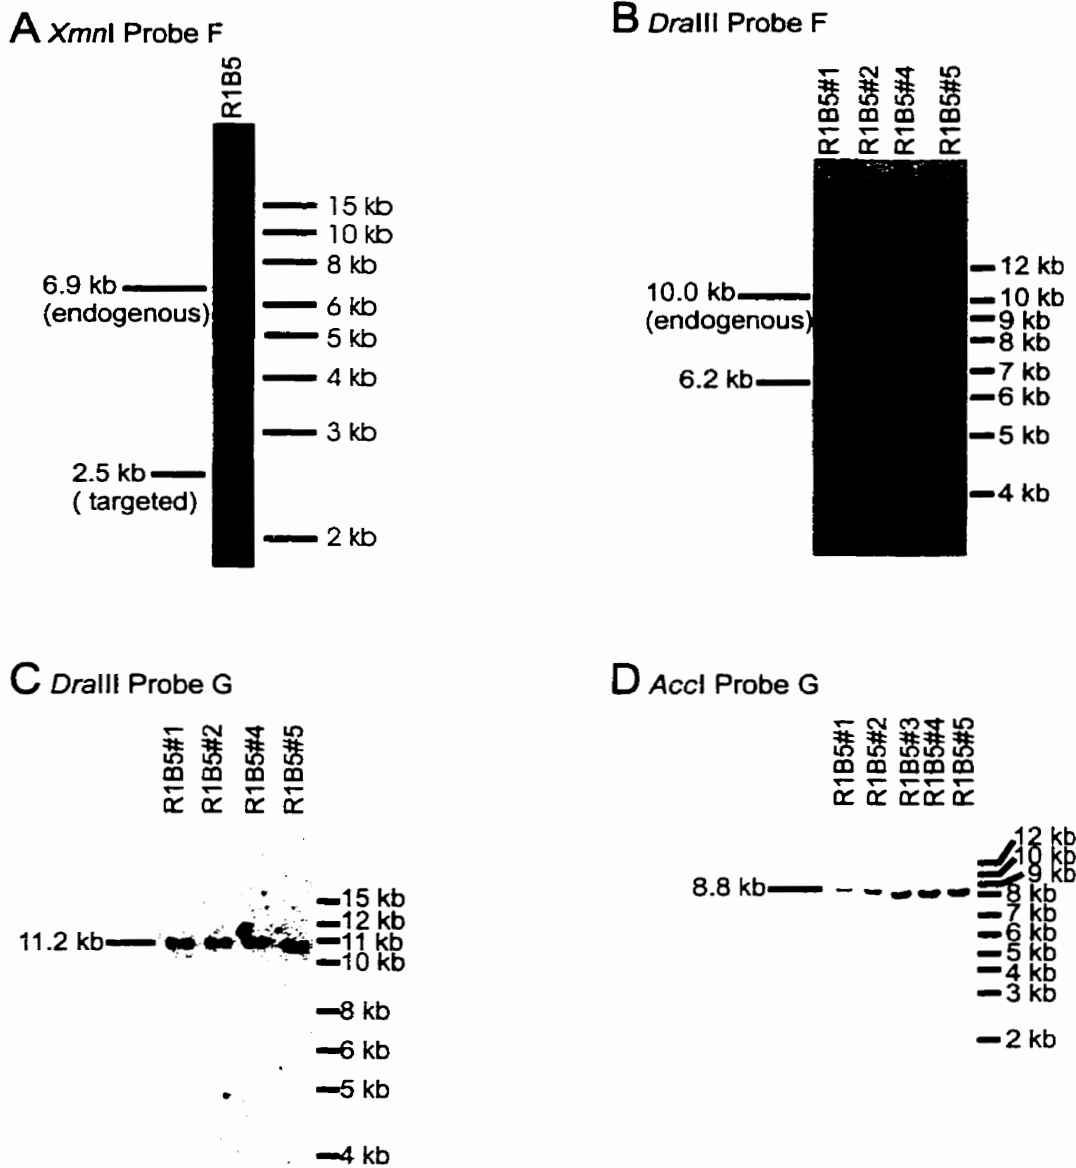 A XmnI Probe F
R1B5
15 kb
10 kb
8 kb
6.9 kb
(endogenous)
6 kb
5 kb
4 kb
3 kb
2.5 kb
( targeted)
2 kb
B DraIII Probe F
R1B5#1
R1B5#2
R1B5#4
R1B5#5
12 kb
10.0 kb
(endogenous)
10 kb
9 kb
8 kb
7 kb
6.2 kb
6 kb
5 kb
4 kb
C DraIII Probe G
R1B5#1
R1B5#2
R1B5#4
R1B5#5
15 kb
12 kb
11.2 kb
11 kb
10 kb
8 kb
6 kb
5 kb
4 kb
D AccI Probe G
R1B5#1
R1B5#2
R1B5#3
R1B5#4
R1B5#5
12 kb
10 kb
9 kb
8.8 kb
8 kb
7 kb
6 kb
5 kb
4 kb
3 kb
2 kb